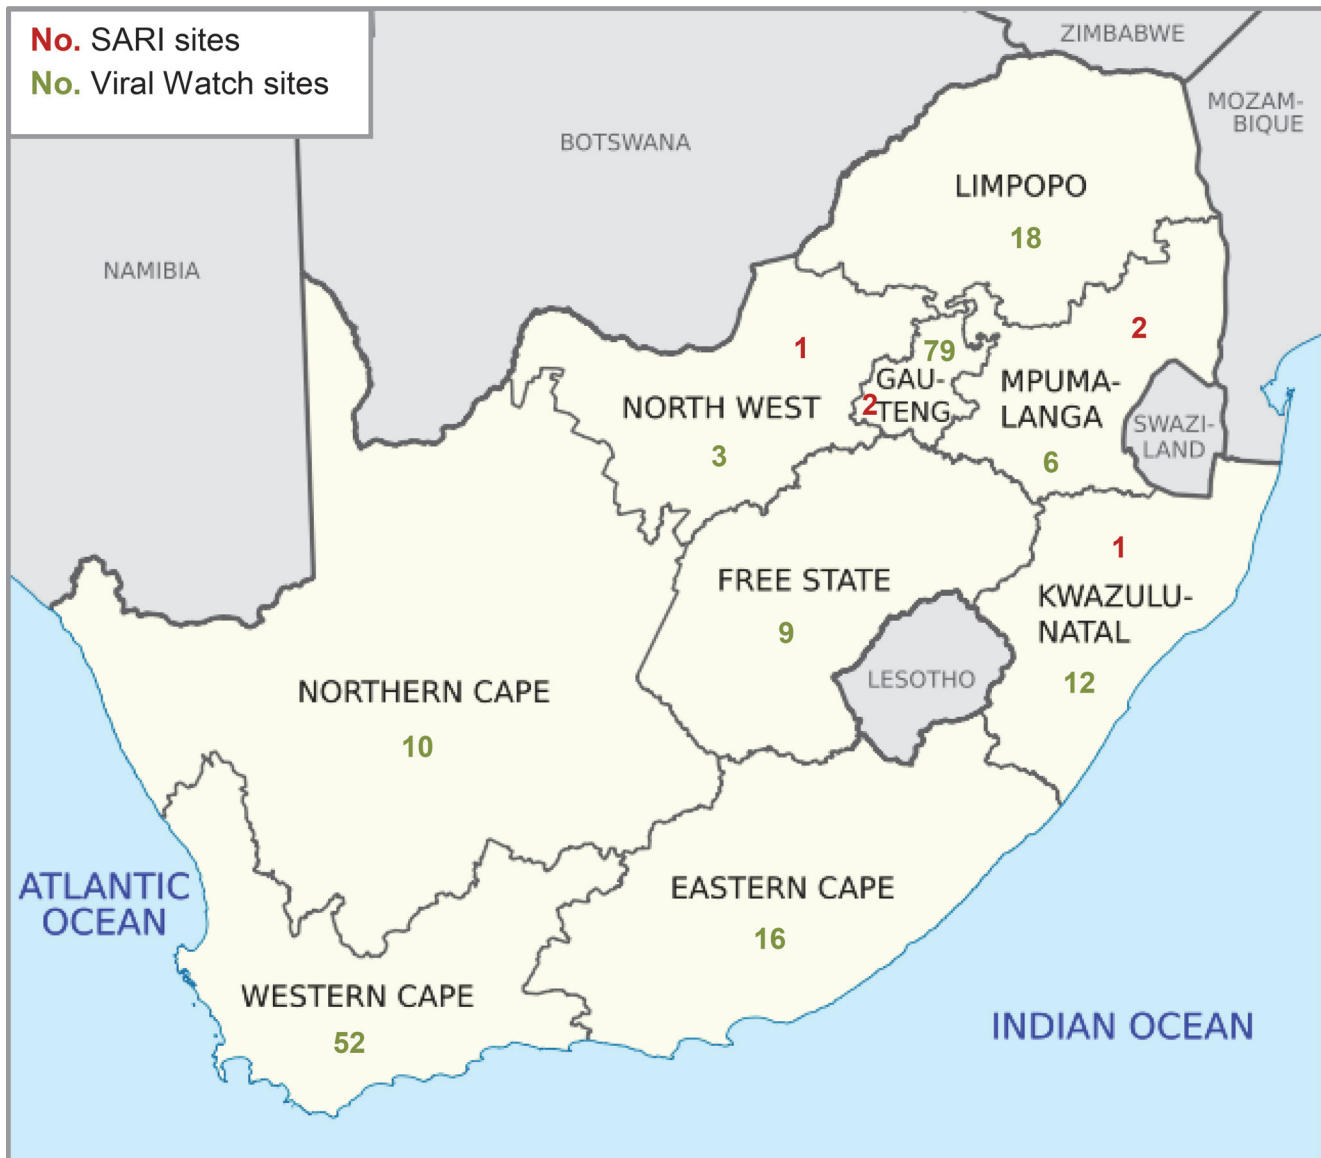 No. SARI sites
No. Viral Watch sites
ZIMBABWE
MOZAM-
BIQUE
BOTSWANA
LIMPOPO
18
NAMIBIA
1
2
79
GAU-
TENG
2
MPUMA-
LANGA
6
NORTH WEST
3
SWAZI-
LAND
1
KWAZULU-
NATAL
12
FREE STATE
9
LESOTHO
NORTHERN CAPE
10
ATLANTIC
OCEAN
EASTERN CAPE
16
WESTERN CAPE
52
INDIAN OCEAN